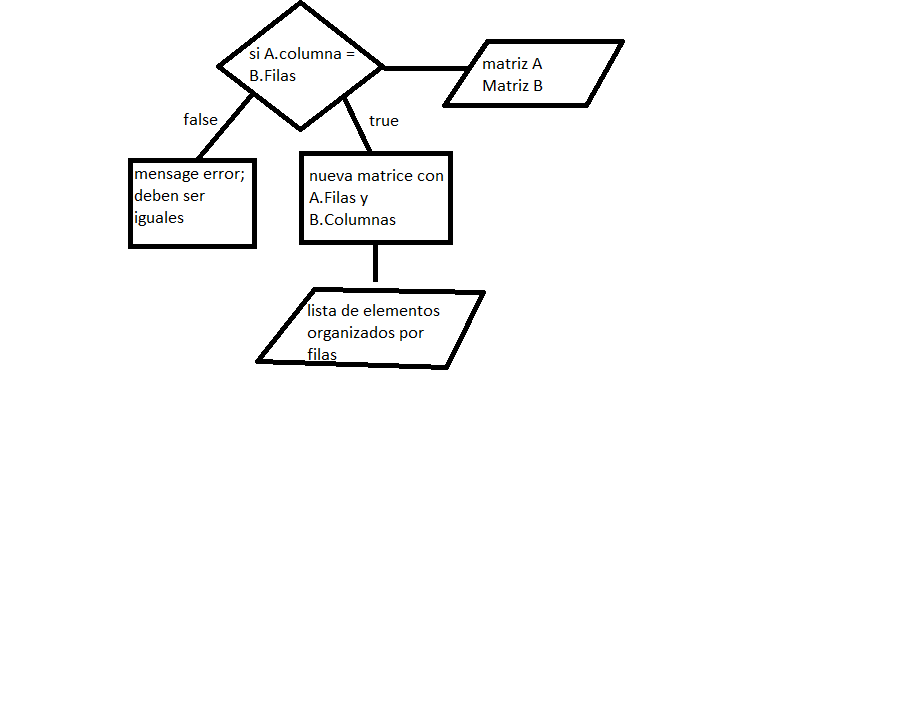 si A.columna =
B.Filas
matriz A
Matriz B
false
true
mensage error;
deben ser
iguales
nueva matrice con
A.Filas y
B.Columnas
lista de elementos
organizados por
filas